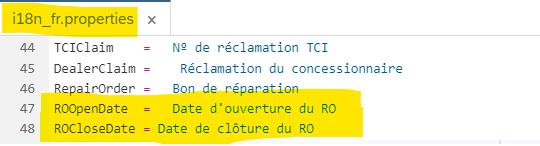 i18n_fr.properties ×
44 TCIClaim = Nº de réclamation TCI
45 DealerClaim = Réclamation du concessionnaire
46 RepairOrder = Bon de réparation
47 ROOpenDate = Date d'ouverture du RO
48 ROCloseDate = Date de clôture du RO